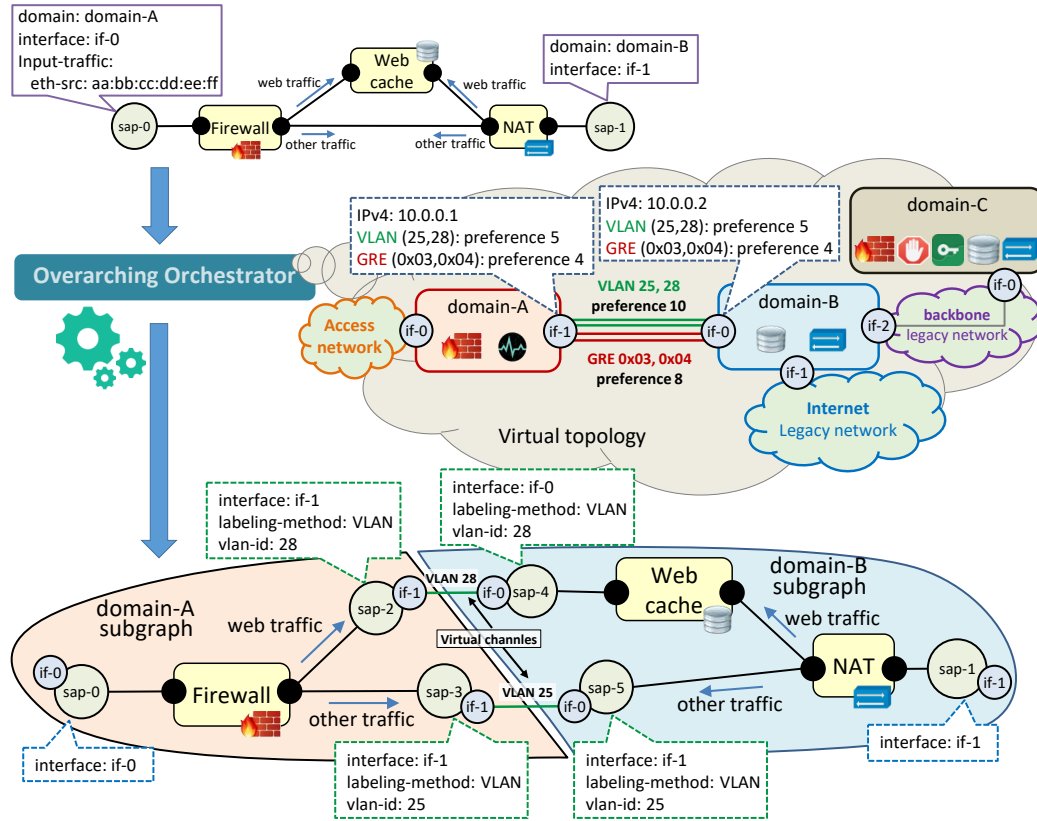 domain: domain-A
interface: if-0
Input-traffic:
eth-src: aa:bb:cc:dd:ee:ff
domain: domain-B
interface: if-1
Web
cache
web traffic
web traffic
sap-0
Firewall
NAT
sap-1
other traffic
other traffic
Overarching Orchestrator
IPv4: 10.0.0.1
VLAN (25,28): preference 5
GRE (0x03,0x04): preference 4
IPv4: 10.0.0.2
VLAN (25,28): preference 5
GRE (0x03,0x04): preference 4
domain-C
if-0
VLAN 25, 28
preference 10
Access
network
if-0
domain-A
if-1
if-0
domain-B
if-2
backbone
legacy network
GRE 0x03, 0x04
preference 8
if-1
Internet
Legacy network
Virtual topology
interface: if-1
labeling-method: VLAN
vlan-id: 28
interface: if-0
labeling-method: VLAN
vlan-id: 28
domain-A
subgraph
sap-2
if-1
VLAN 28
if-0
sap-4
Web
cache
domain-B
subgraph
web traffic
Virtual channles
web traffic
if-0
sap-0
Firewall
other traffic
sap-3
if-1
VLAN 25
if-0
sap-5
other traffic
NAT
sap-1
if-1
interface: if-0
interface: if-1
labeling-method: VLAN
vlan-id: 25
interface: if-1
labeling-method: VLAN
vlan-id: 25
interface: if-1